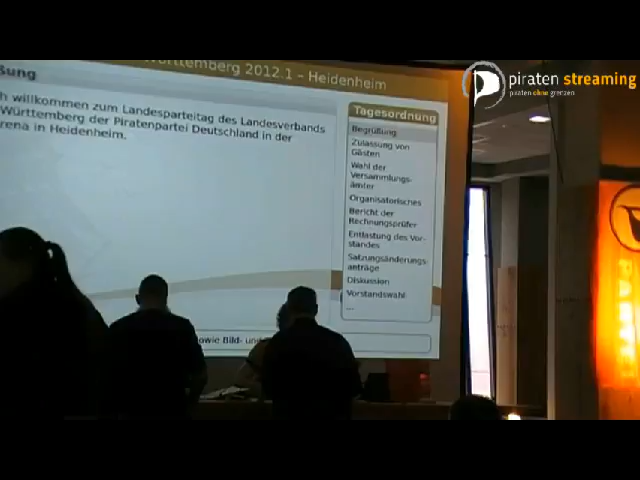 Württemberg 2012.1 – Heidenheim
piraten streaming
piraten ohne grenzen
ßung
h willkommen zum Landesparteitag des Landesverbands
Württemberg der Piratenpartei Deutschland in der
rena in Heidenheim.
Tagesordnung
Begrüßung
Zulassung von
Gästen
Wahl der
Versammlungs-
ämter
Organisatorisches
Bericht der
Rechnungsprüfer
Entlastung des Vor-
standes
Satzungsänderungs-
anträge
Diskussion
Vorstandswahl
...
owie Bild- un